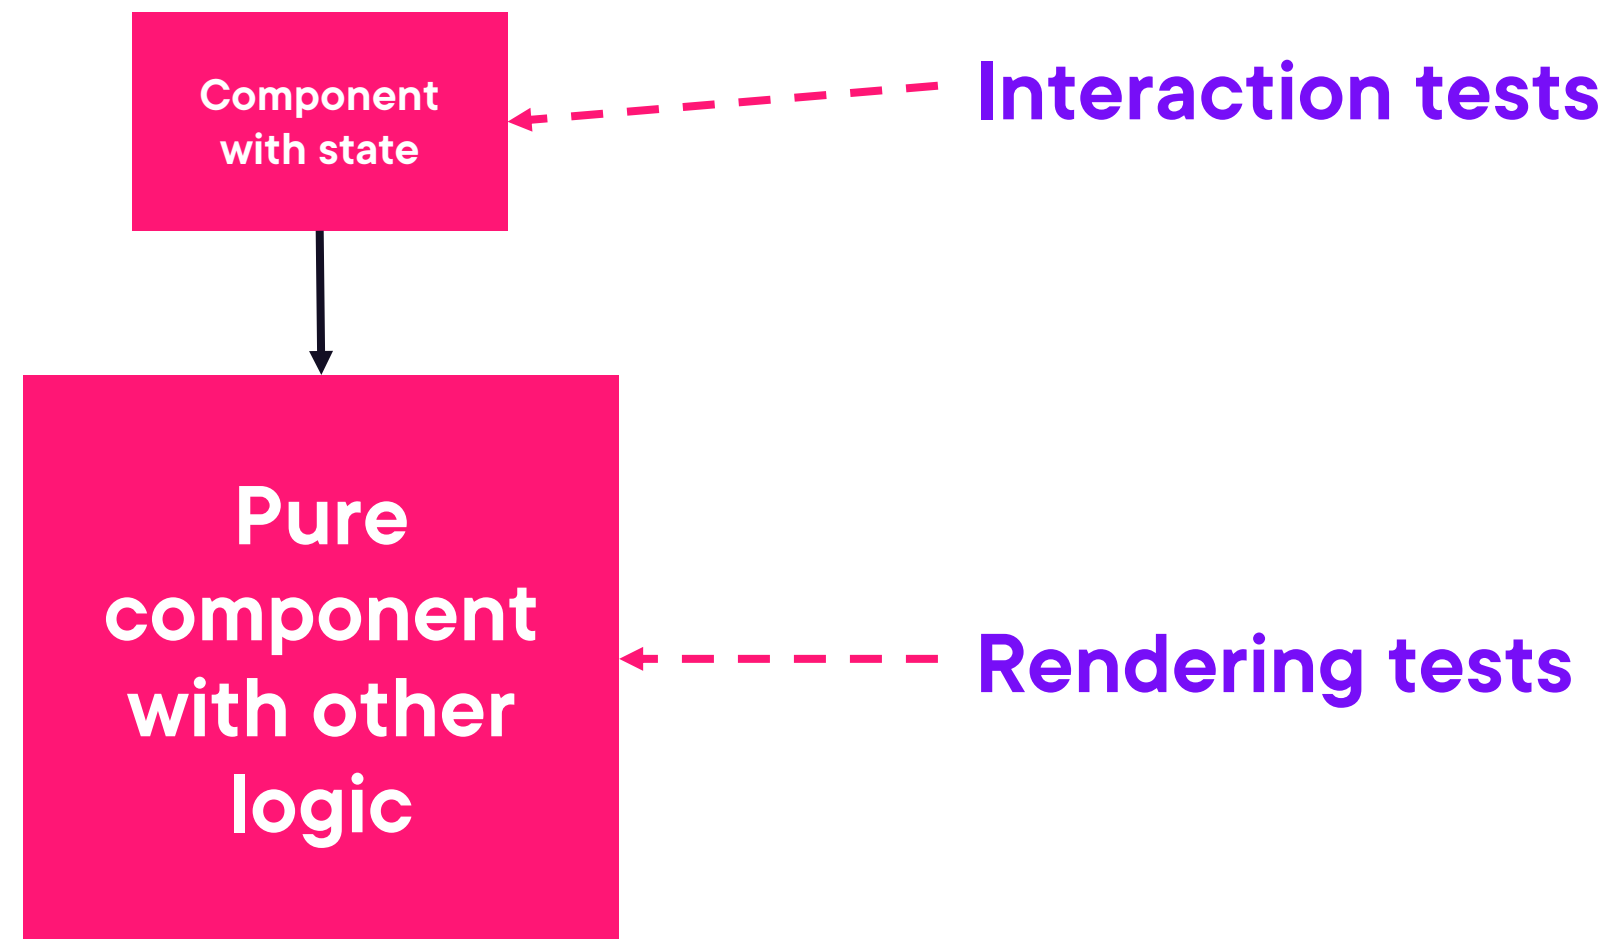 Component
with state
Interaction tests
Pure
component
with other
logic
Rendering tests